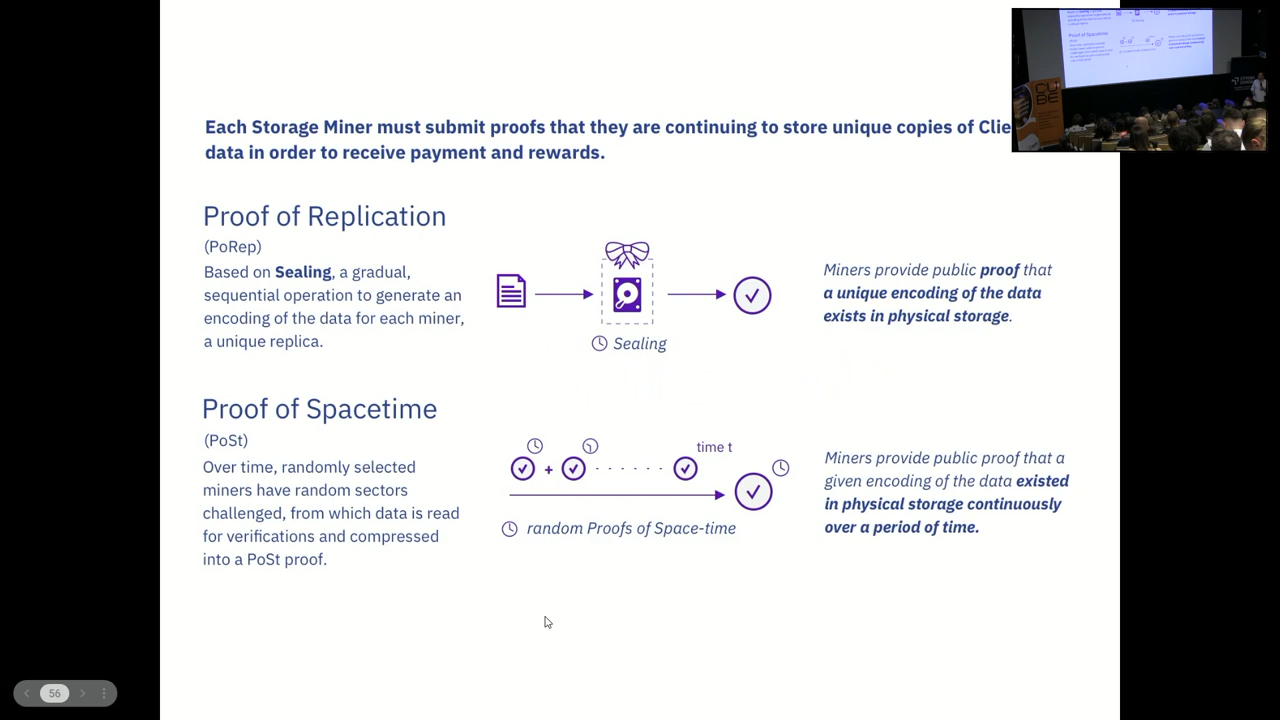 Each Storage Miner must submit proofs that they are continuing to store unique copies of Clie
data in order to receive payment and rewards.
Proof of Replication
(PoRep)
Based on Sealing, a gradual,
sequential operation to generate an
encoding of the data for each miner,
a unique replica.
Sealing
Miners provide public proof that
a unique encoding of the data
exists in physical storage.
Proof of Spacetime
(PoSt)
Over time, randomly selected
miners have random sectors
challenged, from which data is read
for verifications and compressed
into a PoSt proof.
+
time t
random Proofs of Space-time
Miners provide public proof that a
given encoding of the data existed
in physical storage continuously
over a period of time.
56
Proof of Spacetime
CU
BE